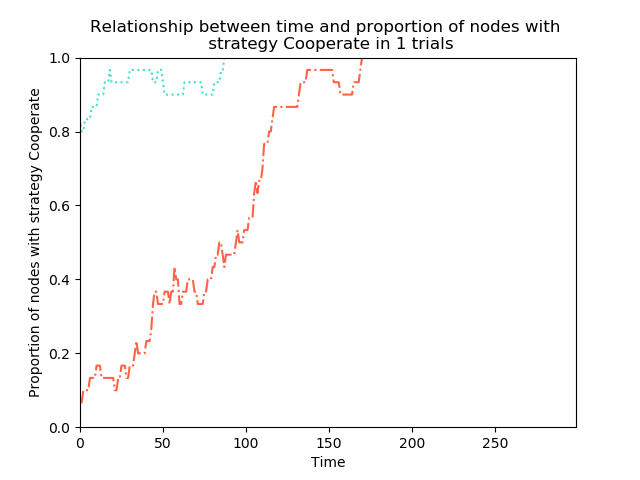 Relationship between time and proportion of nodes with
strategy Cooperate in 1 trials
Proportion of nodes with strategy Cooperate
1.0
0.8
0.6
0.4
0.2
0.0
0 50 100 150 200 250
Time